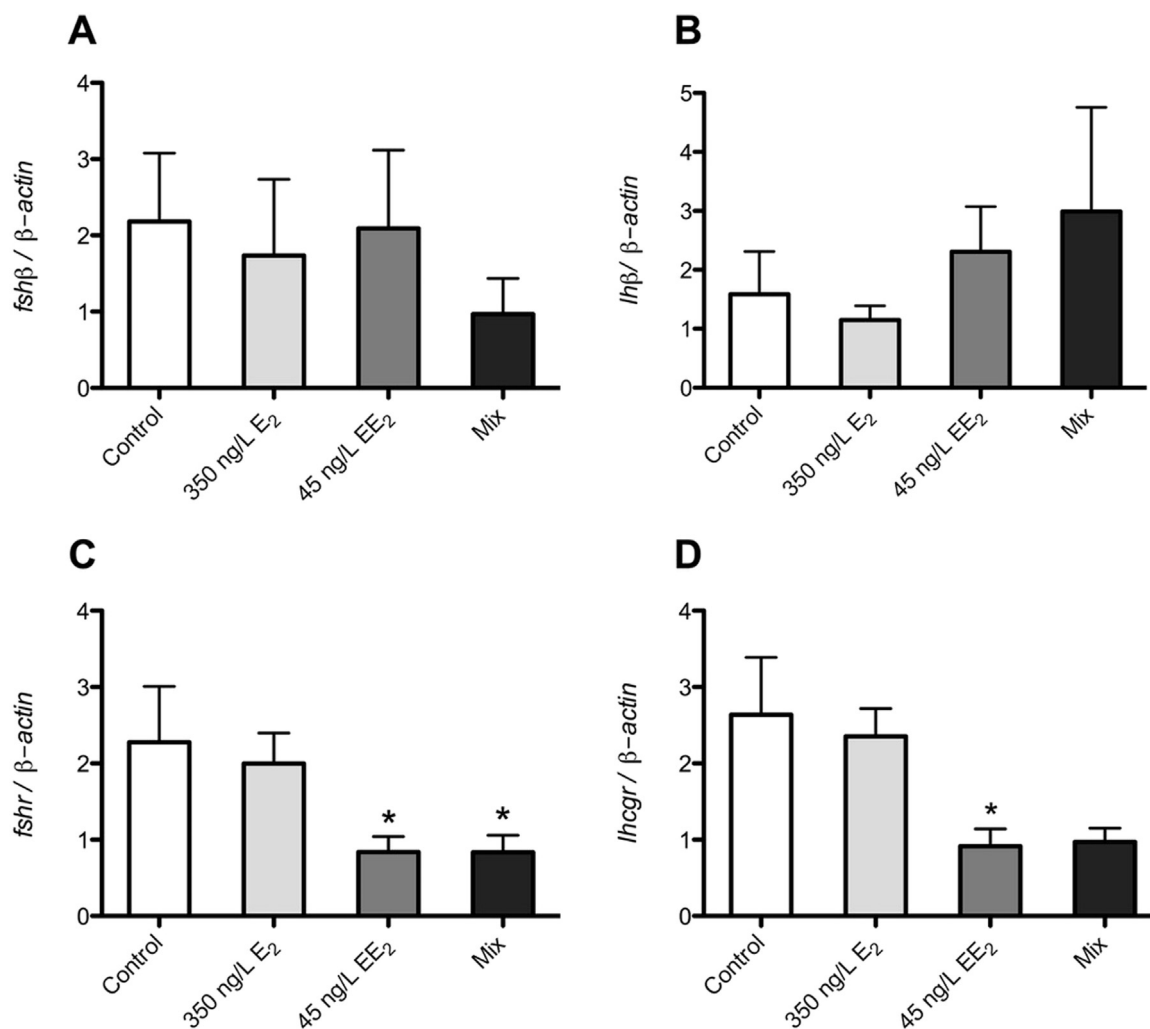 A
fshβ / β−actin
4
3
2
1
0
Control
350 ng/L E₂
45 ng/L EE₂
Mix
B
lhβ/ β−actin
5
4
3
2
1
0
Control
350 ng/L E₂
45 ng/L EE₂
Mix
C
fshr / β−actin
4
3
2
1
0
*
*
Control
350 ng/L E₂
45 ng/L EE₂
Mix
D
lhcgr / β−actin
4
3
2
1
0
*
Control
350 ng/L E₂
45 ng/L EE₂
Mix